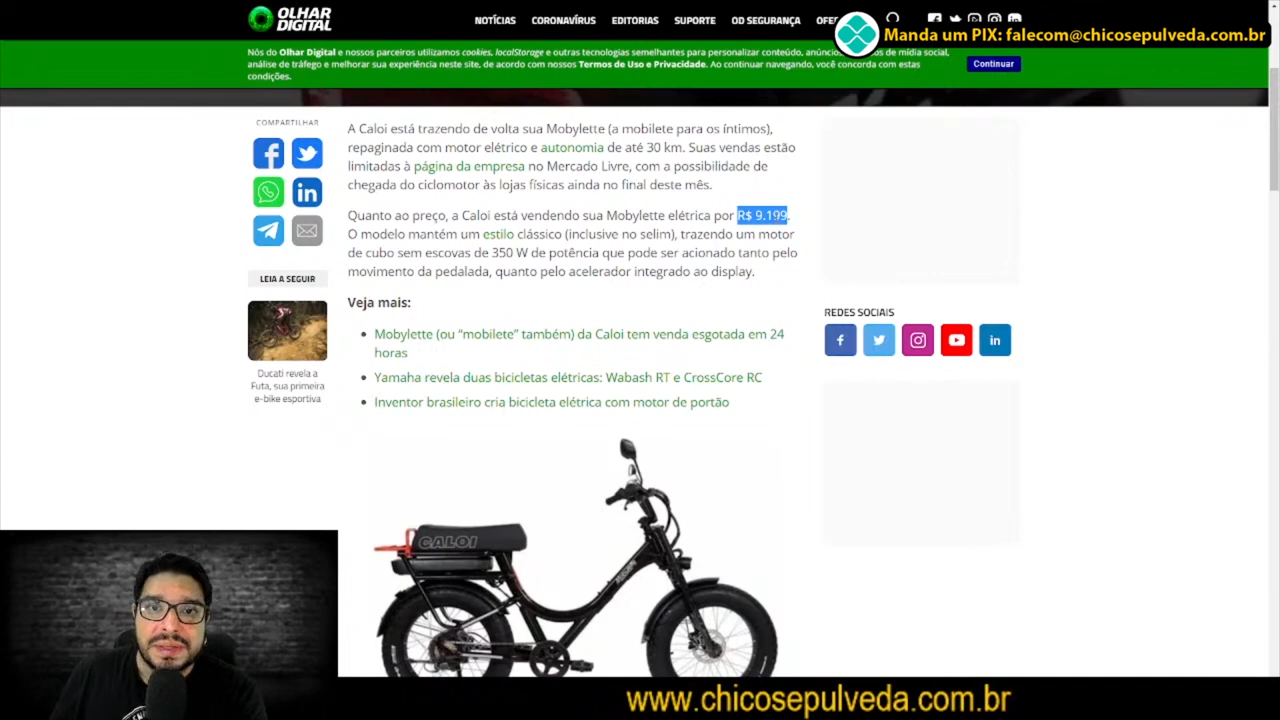 OLHAR
DIGITAL
NOTÍCIAS CORONAVÍRUS EDITORIAS SUPORTE OD SEGURANÇA
Manda um PIX: falecom@chicosepulveda.com.br
Nós do Olhar Digital e nossos parceiros utilizamos cookies, localStorage e outras tecnologias semelhantes para personalizar conteúdo, anúncios, de mídia social,
análise de tráfego e melhorar sua experiência neste site, de acordo com nossos Termos de Uso e Privacidade. Ao continuar navegando, você concorda com estas
condições.
Continuar
COMPARTILHAR
A Caloi está trazendo de volta sua Mobylette (a mobilete para os íntimos),
repaginada com motor elétrico e autonomia de até 30 km. Suas vendas estão
limitadas à página da empresa no Mercado Livre, com a possibilidade de
chegada do ciclomotor às lojas físicas ainda no final deste mês.
Quanto ao preço, a Caloi está vendendo sua Mobylette elétrica por R$ 9.199.
O modelo mantém um estilo clássico (inclusive no selim), trazendo um motor
de cubo sem escovas de 350 W de potência que pode ser acionado tanto pelo
movimento da pedalada, quanto pelo acelerador integrado ao display.
LEIA A SEGUIR
Ducati revela a
Futa, sua primeira
e-bike esportiva
Veja mais:
Mobylette (ou “mobilete” também) da Caloi tem venda esgotada em 24
horas
Yamaha revela duas bicicletas elétricas: Wabash RT e CrossCore RC
Inventor brasileiro cria bicicleta elétrica com motor de portão
REDES SOCIAIS
CALOI
www.chicosepulveda.com.br